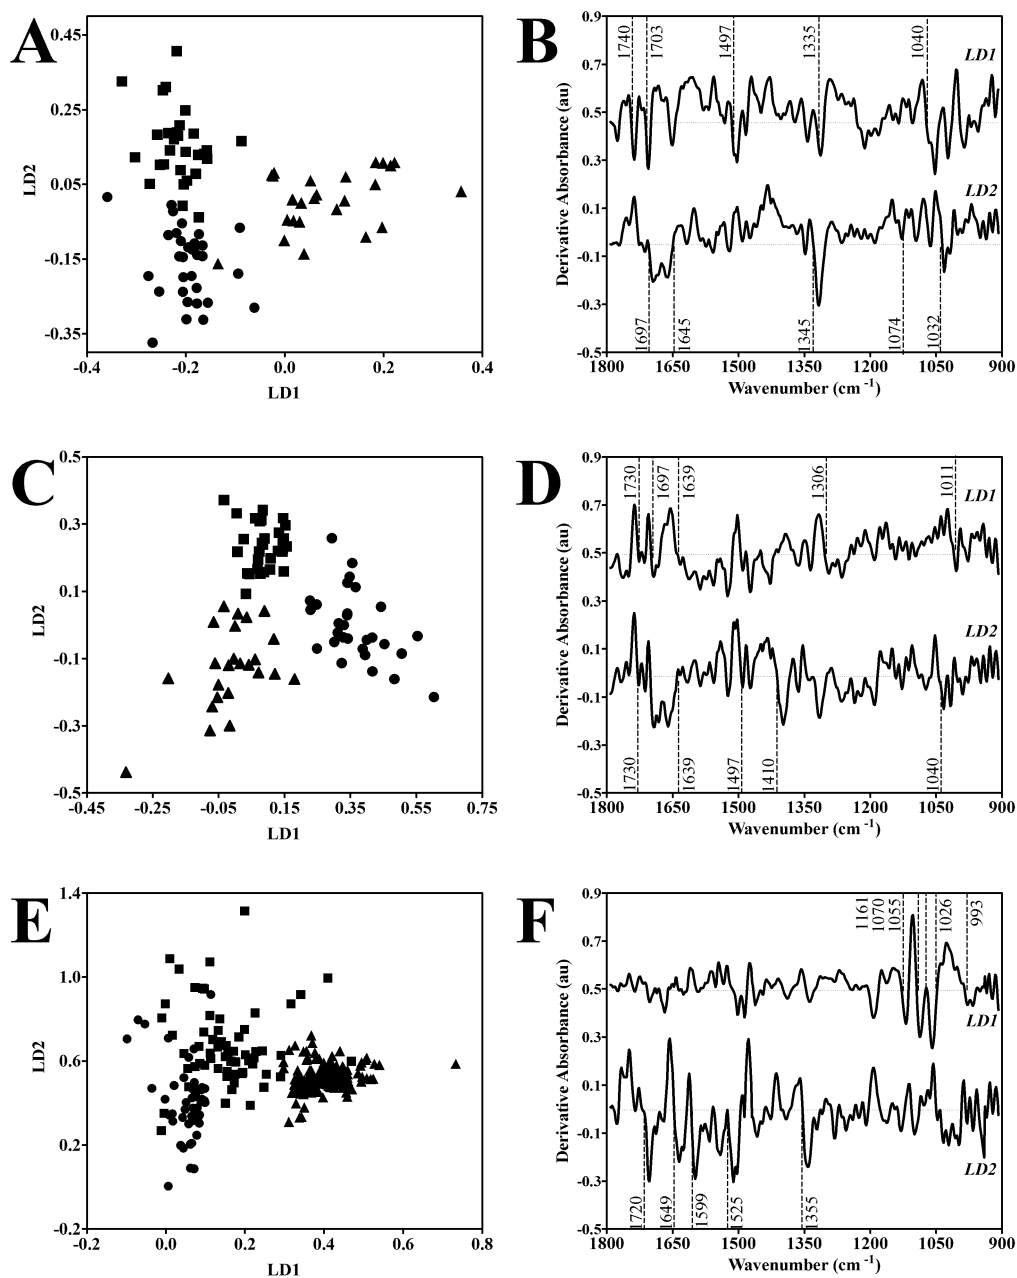 A
0.45
0.25
0.05
-0.15
-0.35
LD2
-0.4 -0.2 0.0 0.2 0.4
LD1
B
0.9
0.7
0.5
0.3
0.1
-0.1
-0.3
-0.5
Derivative Absorbance (au)
1740 1703 1497 1335 1040
LD1
LD2
1697 1645 1345 1074 1032
1800 1650 1500 1350 1200 1050 900
Wavenumber (cm -1)
C
0.5
0.3
0.1
-0.1
-0.3
-0.5
LD2
-0.45 -0.25 -0.05 0.15 0.35 0.55 0.75
LD1
D
0.9
0.7
0.5
0.3
0.1
-0.1
-0.3
-0.5
Derivative Absorbance (au)
1730 1697 1639 1306 1011
LD1
LD2
1730 1639 1497 1410 1040
1800 1650 1500 1350 1200 1050 900
Wavenumber (cm -1)
E
1.4
1.0
0.6
0.2
-0.2
LD2
-0.2 0.0 0.2 0.4 0.6 0.8
LD1
F
0.9
0.7
0.5
0.3
0.1
-0.1
-0.3
-0.5
Derivative Absorbance (au)
1161 1070 1055 1026 993
LD1
LD2
1720 1649 1599 1525 1355
1800 1650 1500 1350 1200 1050 900
Wavenumber (cm -1)